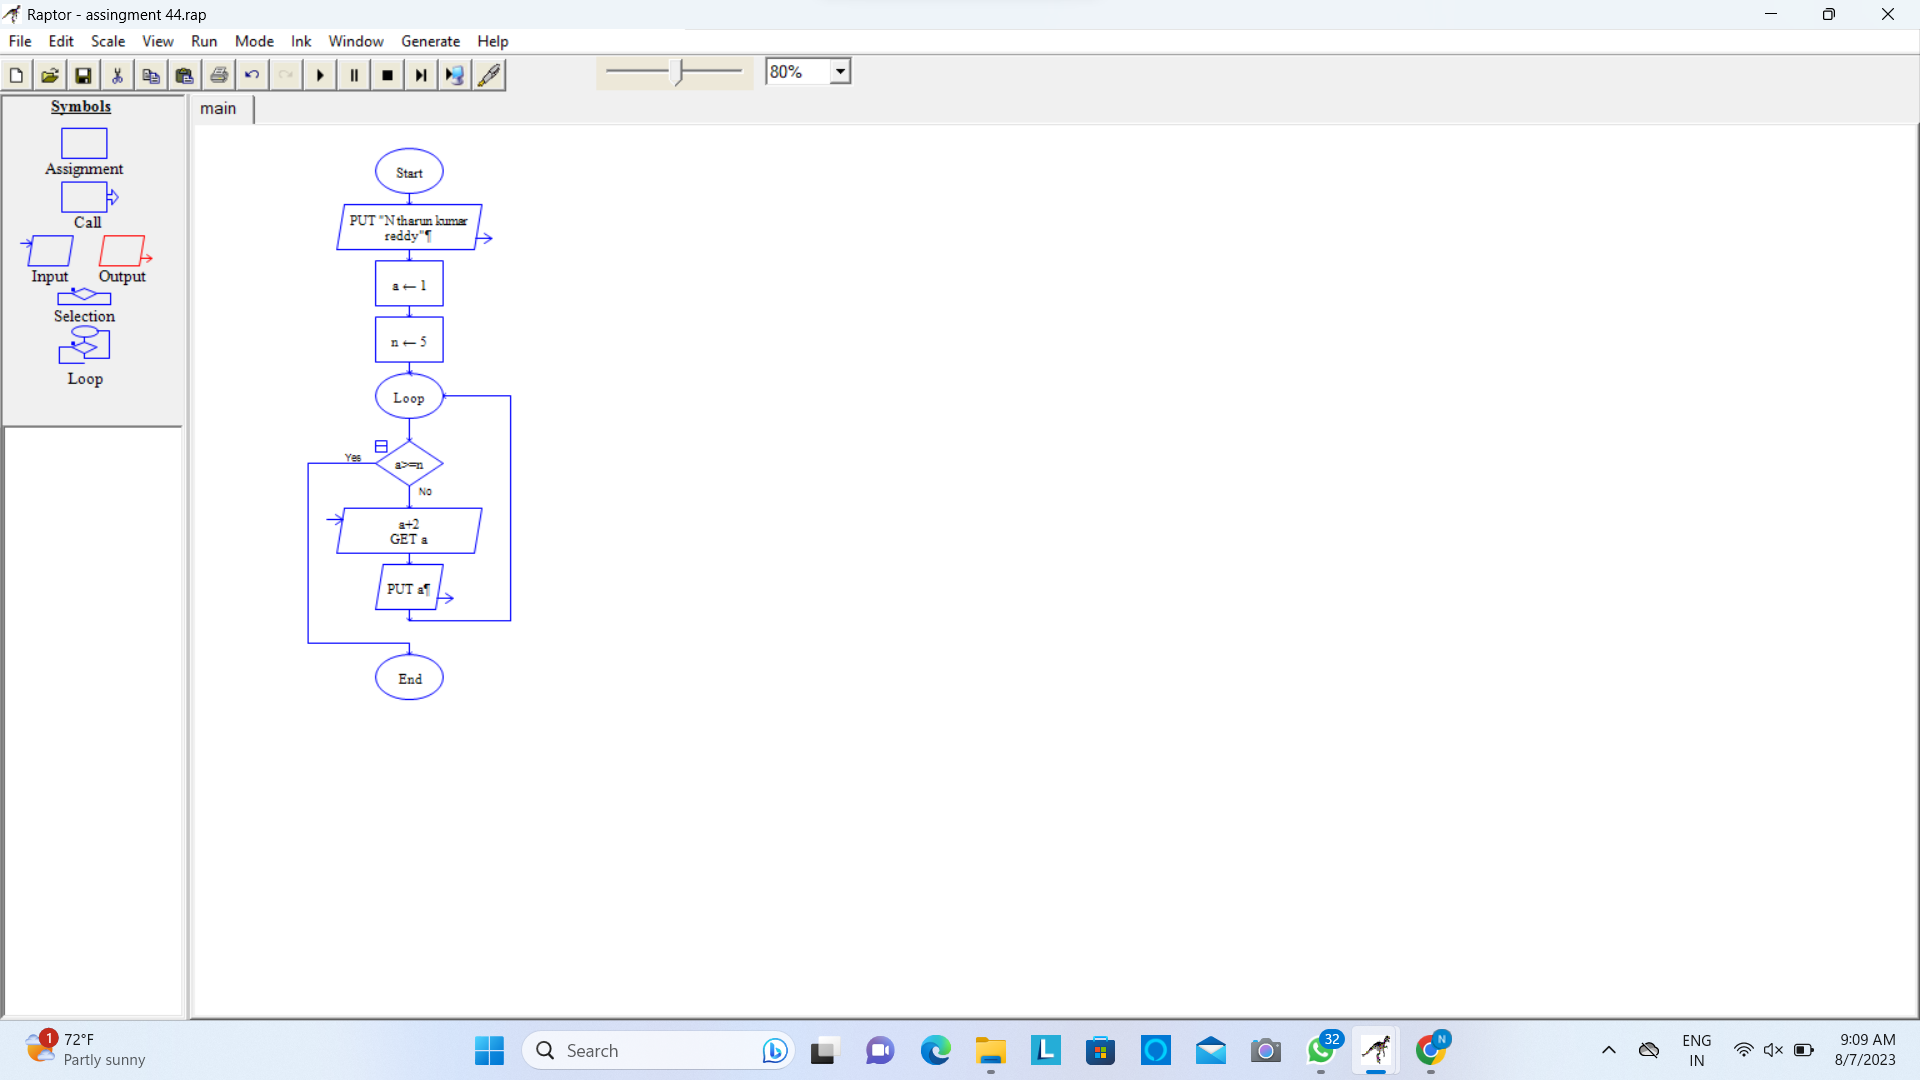 Raptor - assingment 44.rap
File Edit Scale View Run Mode Ink Window Generate Help
80%
Symbols
Assignment
Call
Input Output
Selection
Loop
main
Start
PUT "N tharun kumar
reddy"¶
a ← 1
n ← 5
Loop
Yes
a>=n
No
a+2
GET a
PUT a¶
End
1
72°F
Partly sunny
Search
L
32
N
ENG
IN
9:09 AM
8/7/2023